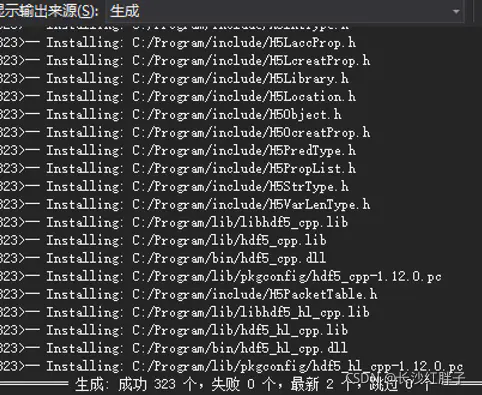 显示输出来源(S): 生成
323>-- Installing: C:/Program/include/H5IntType.h
323>-- Installing: C:/Program/include/H5LaccProp.h
323>-- Installing: C:/Program/include/H5LcreatProp.h
323>-- Installing: C:/Program/include/H5Library.h
323>-- Installing: C:/Program/include/H5Location.h
323>-- Installing: C:/Program/include/H5Object.h
323>-- Installing: C:/Program/include/H5OcreatProp.h
323>-- Installing: C:/Program/include/H5PredType.h
323>-- Installing: C:/Program/include/H5PropList.h
323>-- Installing: C:/Program/include/H5StrType.h
323>-- Installing: C:/Program/include/H5VarLenType.h
323>-- Installing: C:/Program/lib/libhdf5_cpp.lib
323>-- Installing: C:/Program/lib/hdf5_cpp.lib
323>-- Installing: C:/Program/bin/hdf5_cpp.dll
323>-- Installing: C:/Program/lib/pkgconfig/hdf5_cpp-1.12.0.pc
323>-- Installing: C:/Program/include/H5PacketTable.h
323>-- Installing: C:/Program/lib/libhdf5_hl_cpp.lib
323>-- Installing: C:/Program/lib/hdf5_hl_cpp.lib
323>-- Installing: C:/Program/bin/hdf5_hl_cpp.dll
323>-- Installing: C:/Program/lib/pkgconfig/hdf5_hl_cpp-1.12.0.pc
========== 生成: 成功 323 个，失败 0 个，最新 2 个，跳过 0 个 ==========
CSDN @长沙红胖子